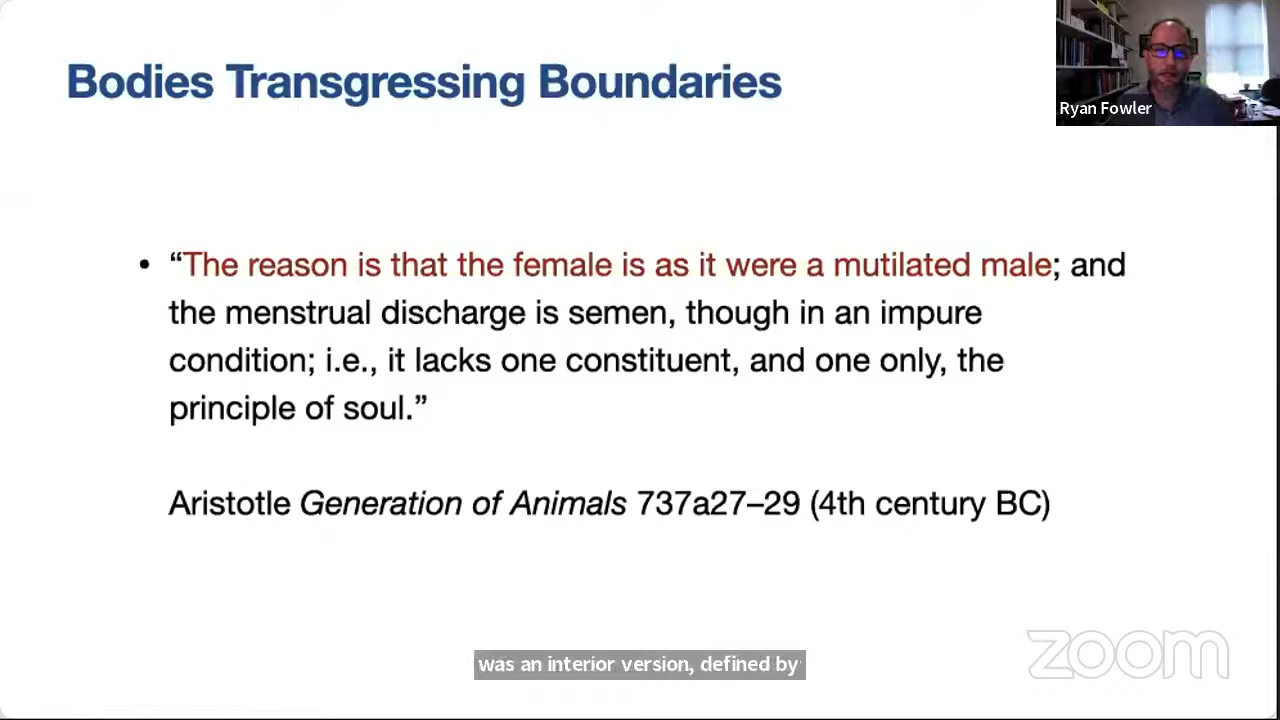 Bodies Transgressing Boundaries
Ryan Fowler
• “The reason is that the female is as it were a mutilated male; and
the menstrual discharge is semen, though in an impure
condition; i.e., it lacks one constituent, and one only, the
principle of soul.”
Aristotle Generation of Animals 737a27–29 (4th century BC)
was an interior version, defined by
zoom